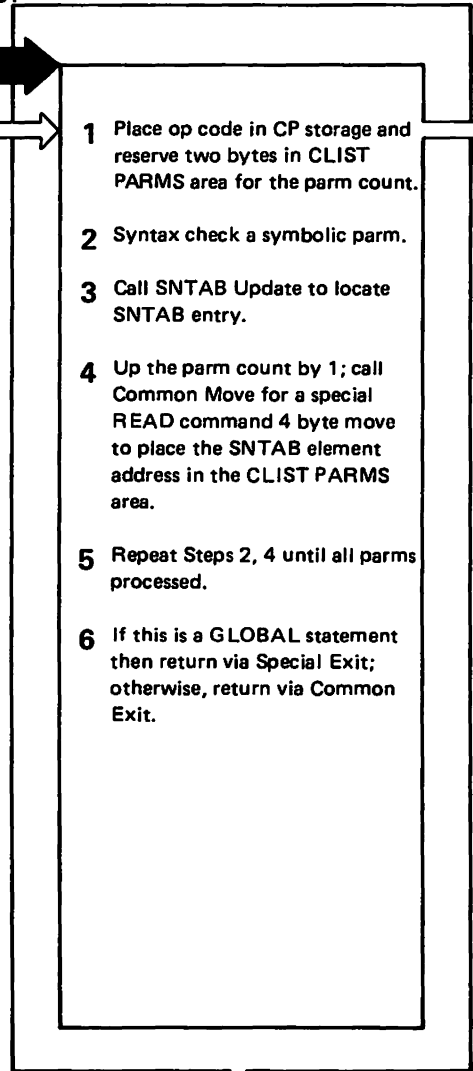 1 Place op code in CP storage and
reserve two bytes in CLIST
PARMS area for the parm count.
2 Syntax check a symbolic parm.
3 Call SNTAB Update to locate
SNTAB entry.
4 Up the parm count by 1; call
Common Move for a special
READ command 4 byte move
to place the SNTAB element
address in the CLIST PARMS
area.
5 Repeat Steps 2, 4 until all parms
processed.
6 If this is a GLOBAL statement
then return via Special Exit;
otherwise, return via Common
Exit.